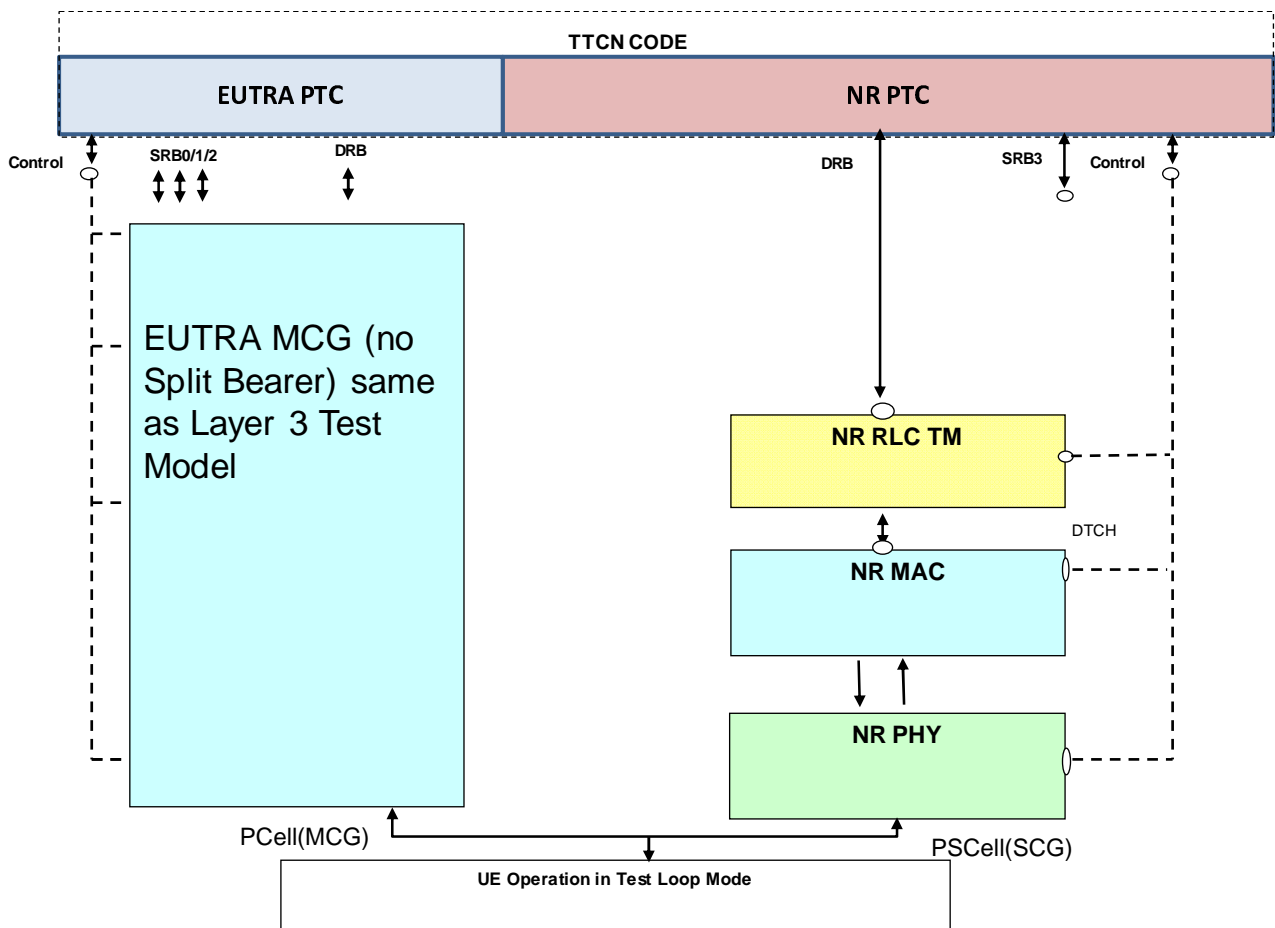 TTCN CODE
EUTRA PTC
NR PTC
Control
SRB0/1/2
DRB
DRB
SRB3
Control
EUTRA MCG (no
Split Bearer) same
as Layer 3 Test
Model
NR RLC TM
DTCH
NR MAC
NR PHY
PCell(MCG)
PSCell(SCG)
UE Operation in Test Loop Mode